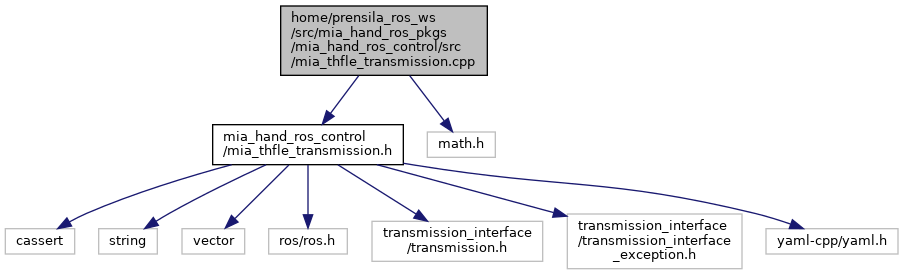 home/prensila_ros_ws
/src/mia_hand_ros_pkgs
/mia_hand_ros_control/src
/mia_thfle_transmission.cpp
mia_hand_ros_control
/mia_thfle_transmission.h
math.h
cassert
string
vector
ros/ros.h
transmission_interface
/transmission.h
transmission_interface
/transmission_interface
_exception.h
yaml-cpp/yaml.h